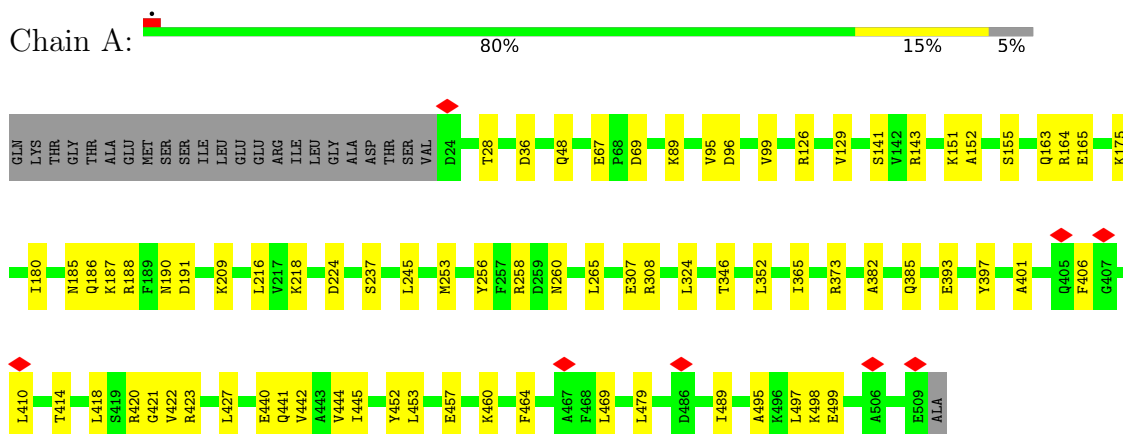 Chain A:
80% 15% 5%
GLN LYS THR GLY THR ALA GLU MET SER SER ILE LEU GLU GLU ARG ILE LEU GLY ALA ASP THR SER VAL D24 T28 D36 Q48 E67 P68 D69 K89 V95 D96 V99 R126 V129 S141 V142 R143 K151 A152 S155 Q163 R164 E165 K175
I180 N185 Q186 K187 R188 F189 N190 D191 K209 L216 V217 K218 D224 S237 L245 M253 Y256 F257 R258 D259 N260 L265 E307 R308 L324 T346 L352 I365 R373 A382 Q385 E393 Y397 A401 Q405 F406 G407
L410 T414 L418 S419 R420 G421 V422 R423 L427 E440 Q441 V442 A443 V444 I445 Y452 L453 E457 K460 F464 A467 F468 L469 L479 D486 I489 A495 K496 L497 K498 E499 A506 E509 ALA